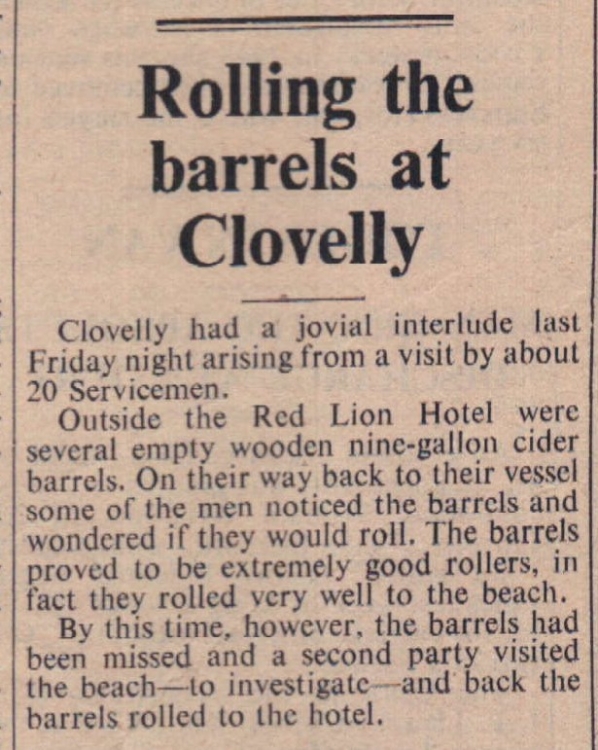 Rolling the
barrels at
Clovelly
Clovelly had a jovial interlude last
Friday night arising from a visit by about
20 Servicemen.
Outside the Red Lion Hotel were
several empty wooden nine-gallon cider
barrels. On their way back to their vessel
some of the men noticed the barrels and
wondered if they would roll. The barrels
proved to be extremely good rollers, in
fact they rolled very well to the beach.
By this time, however, the barrels had
been missed and a second party visited
the beach—to investigate—and back the
barrels rolled to the hotel.